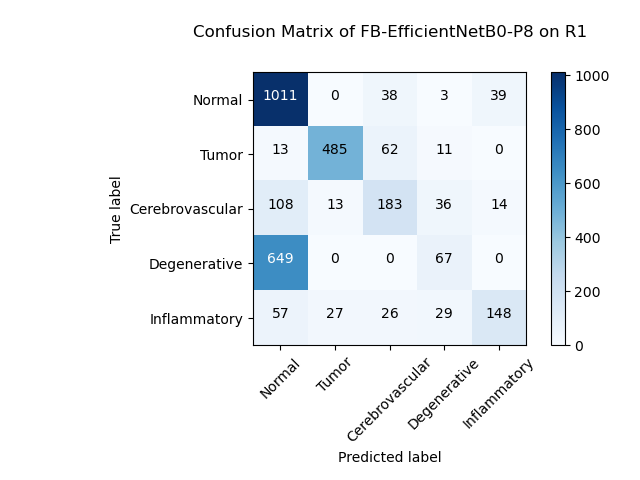 Confusion Matrix of FB-EfficientNetB0-P8 on R1
True label
Normal 1011 0 38 3 39
Tumor 13 485 62 11 0
Cerebrovascular 108 13 183 36 14
Degenerative 649 0 0 67 0
Inflammatory 57 27 26 29 148
Normal Tumor Cerebrovascular Degenerative Inflammatory
Predicted label
1000
800
600
400
200
0